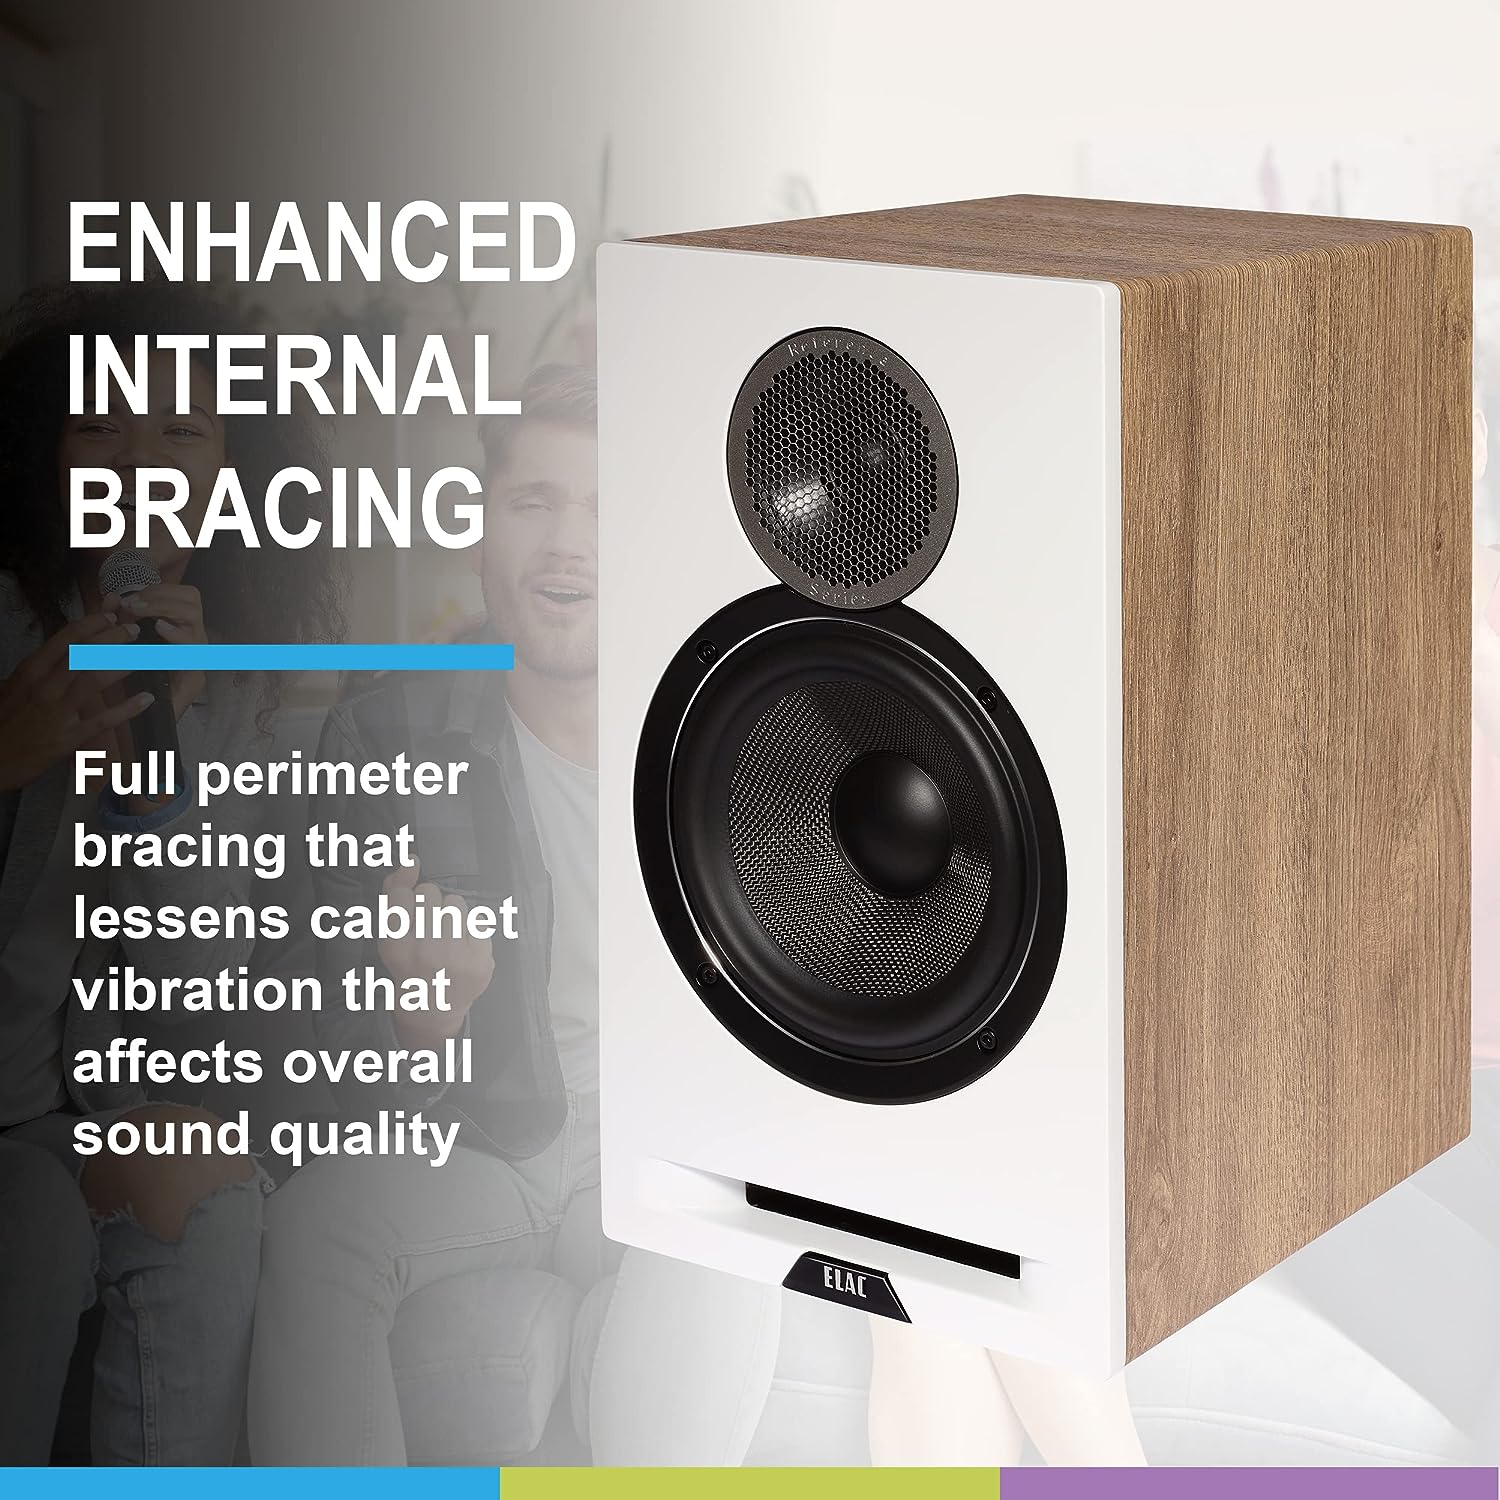 ENHANCED
INTERNAL
BRACING
Full perimeter
bracing that
lessens cabinet
vibration that
affects overall
sound quality
Reference
Series
ELAC